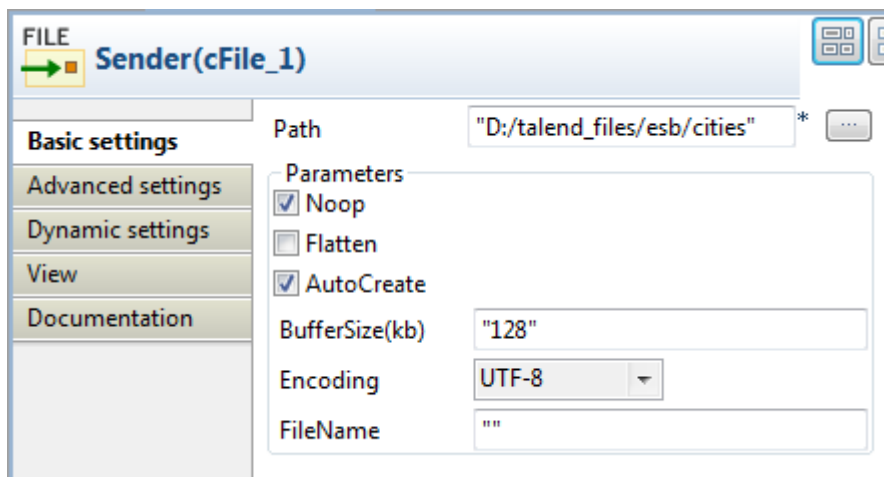 FILE
Sender(cFile_1)
Basic settings
Advanced settings
Dynamic settings
View
Documentation
Path "D:/talend_files/esb/cities" * ...
Parameters
Noop
Flatten
AutoCreate
BufferSize(kb) "128"
Encoding UTF-8
FileName ""